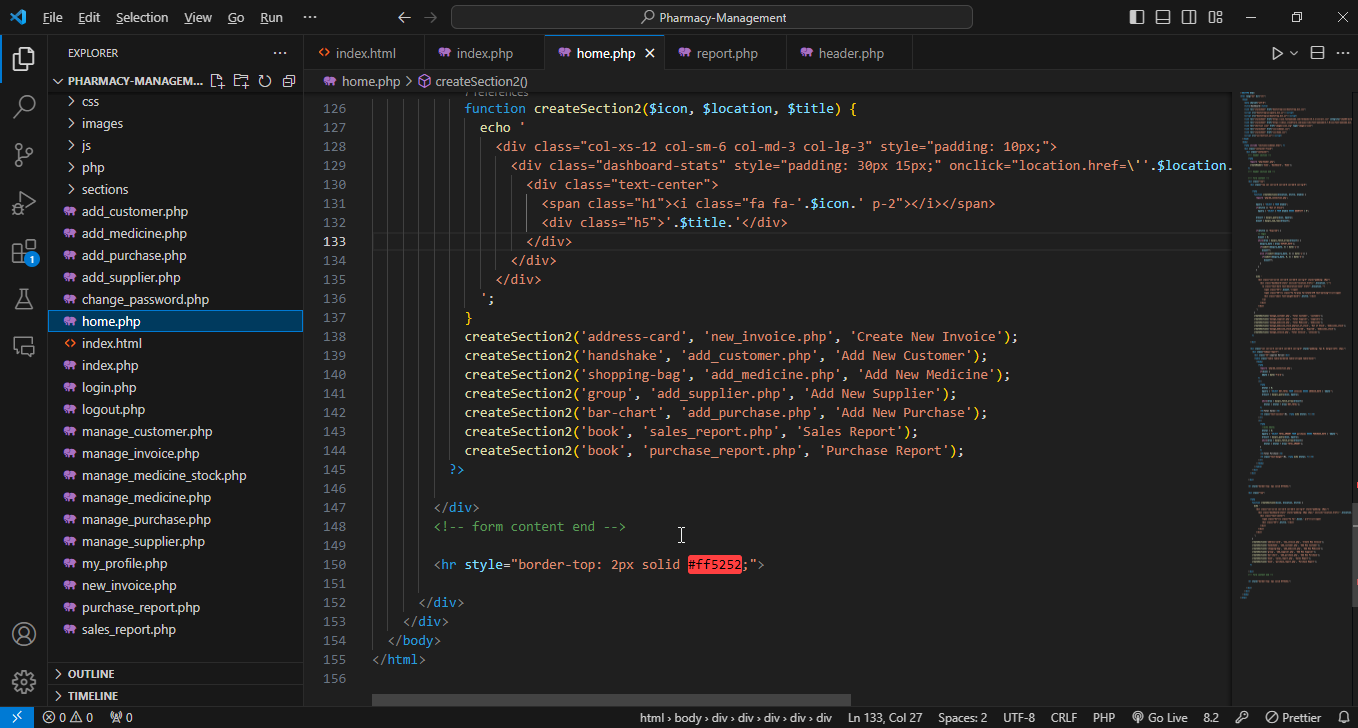 File Edit Selection View Go Run ··· Pharmacy-Management
EXPLORER ···
index.html index.php home.php report.php header.php
PHARMACY-MANAGEM...
home.php > createSection2()
css
images
js
php
sections
add_customer.php
add_medicine.php
add_purchase.php
add_supplier.php
change_password.php
home.php
index.html
index.php
login.php
logout.php
manage_customer.php
manage_invoice.php
manage_medicine_stock.php
manage_medicine.php
manage_purchase.php
manage_supplier.php
my_profile.php
new_invoice.php
purchase_report.php
sales_report.php
OUTLINE
TIMELINE
1
7 references
126 function createSection2($icon, $location, $title) {
127 echo '
128 <div class="col-xs-12 col-sm-6 col-md-3 col-lg-3" style="padding: 10px;">
129 <div class="dashboard-stats" style="padding: 30px 15px;" onclick="location.href=\''.$location.
130 <div class="text-center">
131 <span class="h1"><i class="fa fa-'.$icon.' p-2"></i></span>
132 <div class="h5">'.$title.'</div>
133 </div>
134 </div>
135 </div>
136 ';
137 }
138 createSection2('address-card', 'new_invoice.php', 'Create New Invoice');
139 createSection2('handshake', 'add_customer.php', 'Add New Customer');
140 createSection2('shopping-bag', 'add_medicine.php', 'Add New Medicine');
141 createSection2('group', 'add_supplier.php', 'Add New Supplier');
142 createSection2('bar-chart', 'add_purchase.php', 'Add New Purchase');
143 createSection2('book', 'sales_report.php', 'Sales Report');
144 createSection2('book', 'purchase_report.php', 'Purchase Report');
145 ?>
146
147 </div>
148 <!-- form content end -->
149
150 <hr style="border-top: 2px solid #ff5252;">
151
152 </div>
153 </div>
154 </body>
155 </html>
156
0 0 0 html › body › div › div › div › div › div Ln 133, Col 27 Spaces: 2 UTF-8 CRLF PHP Go Live 8.2 Prettier